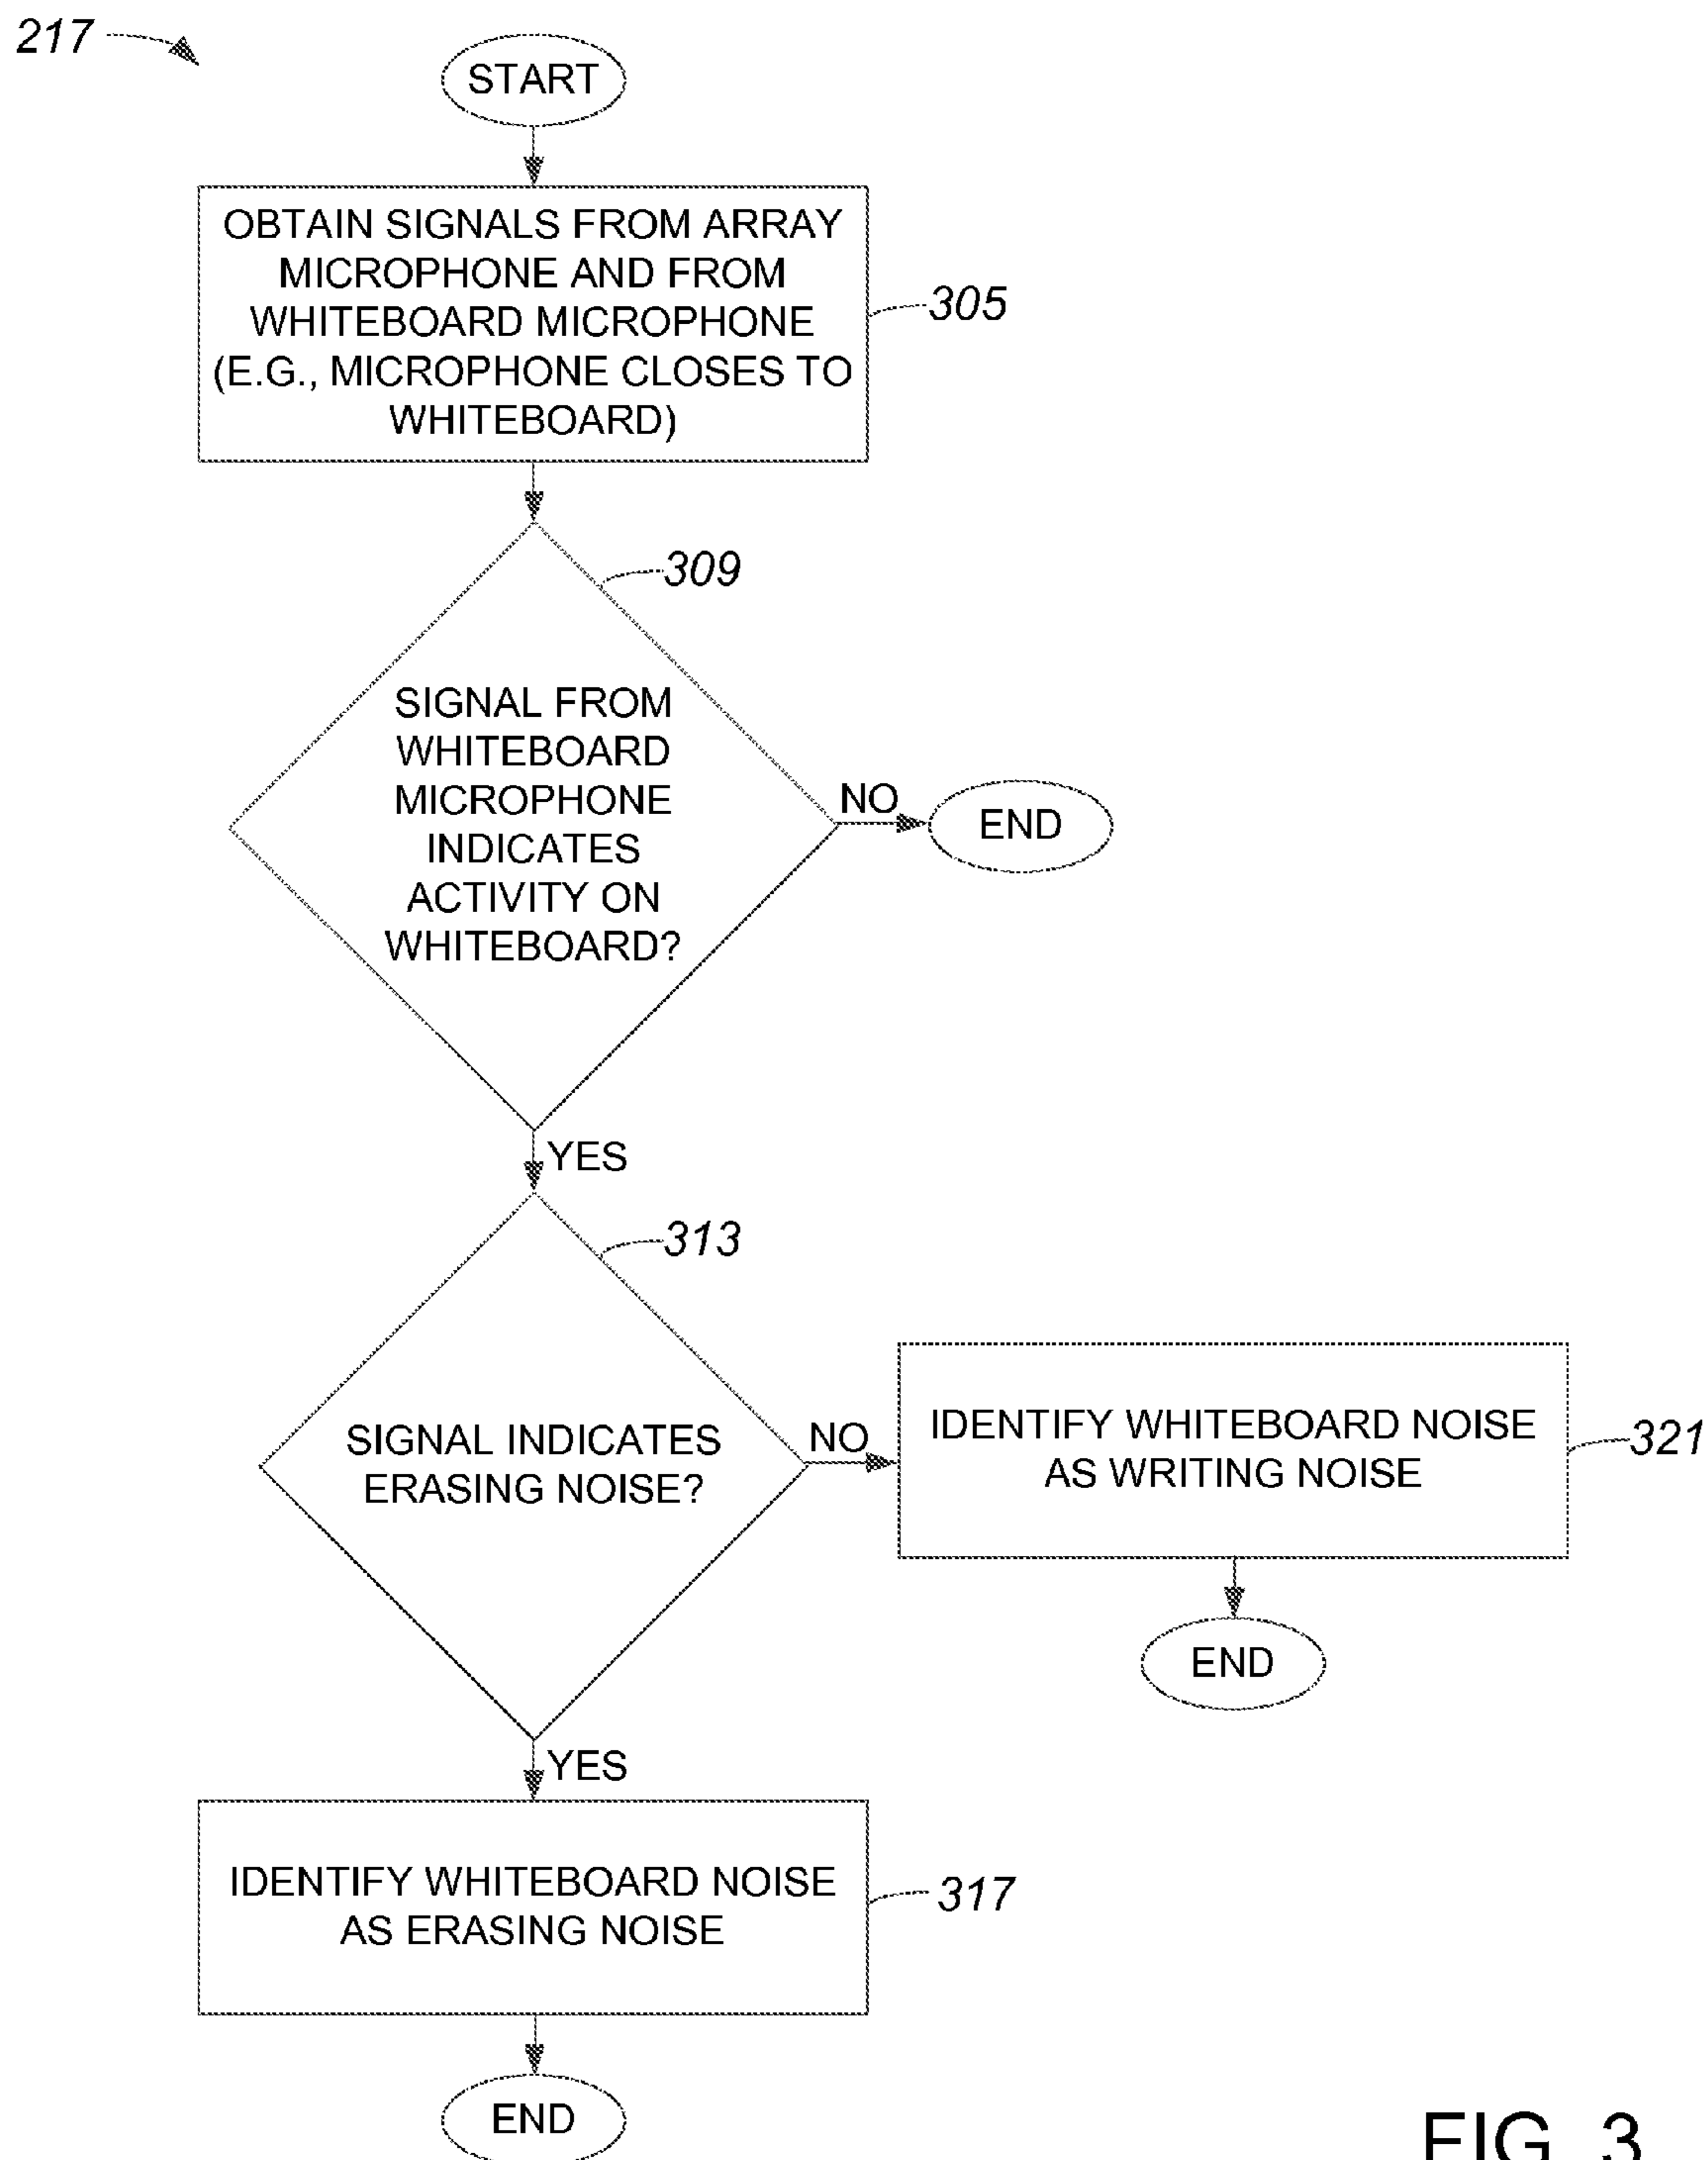 217
START
OBTAIN SIGNALS FROM ARRAY
MICROPHONE AND FROM
WHITEBOARD MICROPHONE
(E.G., MICROPHONE CLOSES TO
WHITEBOARD)
305
309
SIGNAL FROM
WHITEBOARD
MICROPHONE
INDICATES
ACTIVITY ON
WHITEBOARD?
NO
END
YES
313
SIGNAL INDICATES
ERASING NOISE?
NO
IDENTIFY WHITEBOARD NOISE
AS WRITING NOISE
321
END
YES
IDENTIFY WHITEBOARD NOISE
AS ERASING NOISE
317
END
FIG. 3